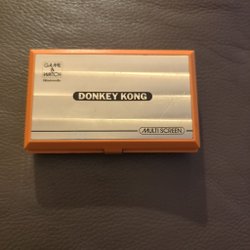 GAME &
WATCH
Nintendo
DONKEY KONG
MULTI SCREEN